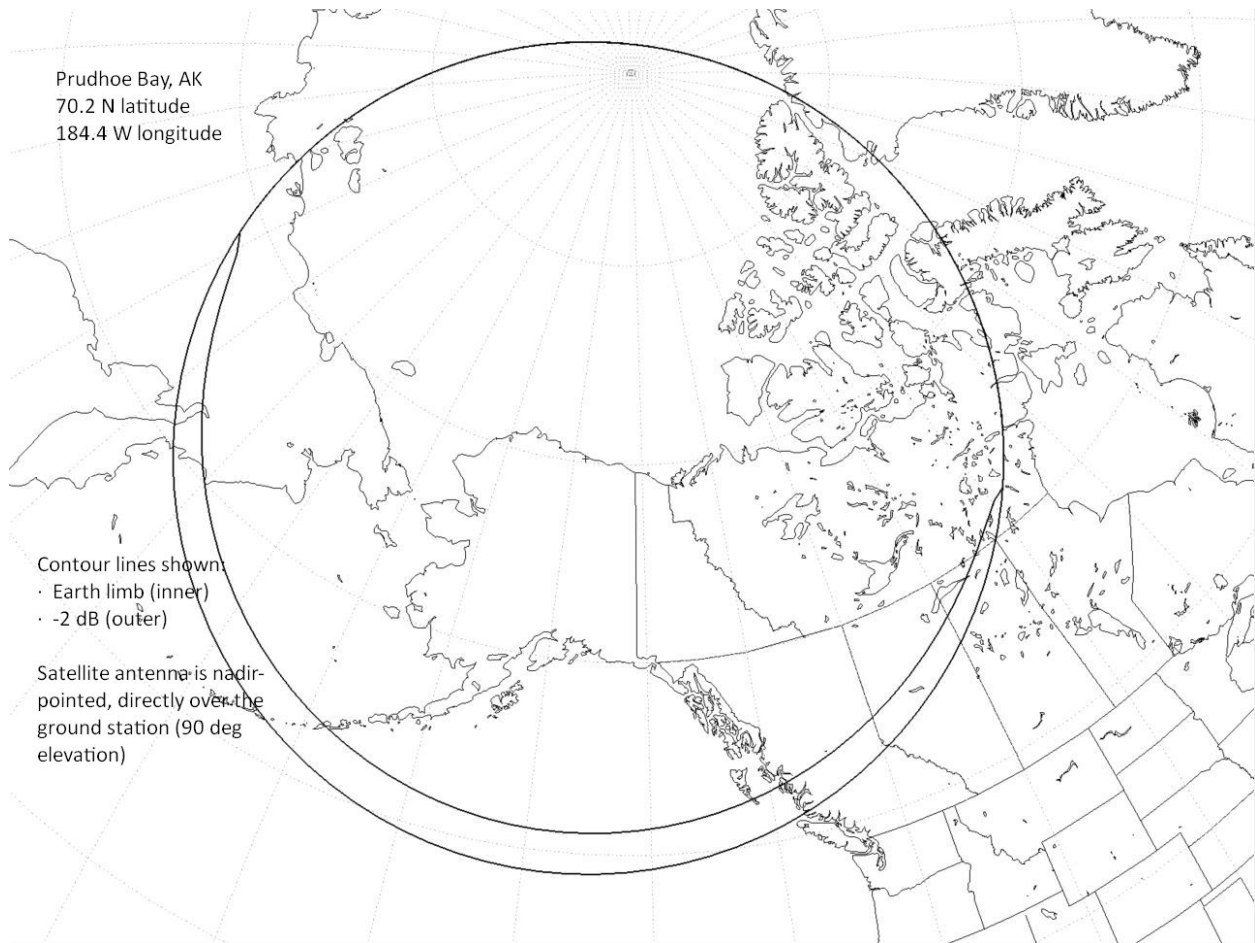 Prudhoe Bay, AK
70.2 N latitude
184.4 W longitude
Contour lines shown:
· Earth limb (inner)
· -2 dB (outer)
Satellite antenna is nadir-
pointed, directly over the
ground station (90 deg
elevation)